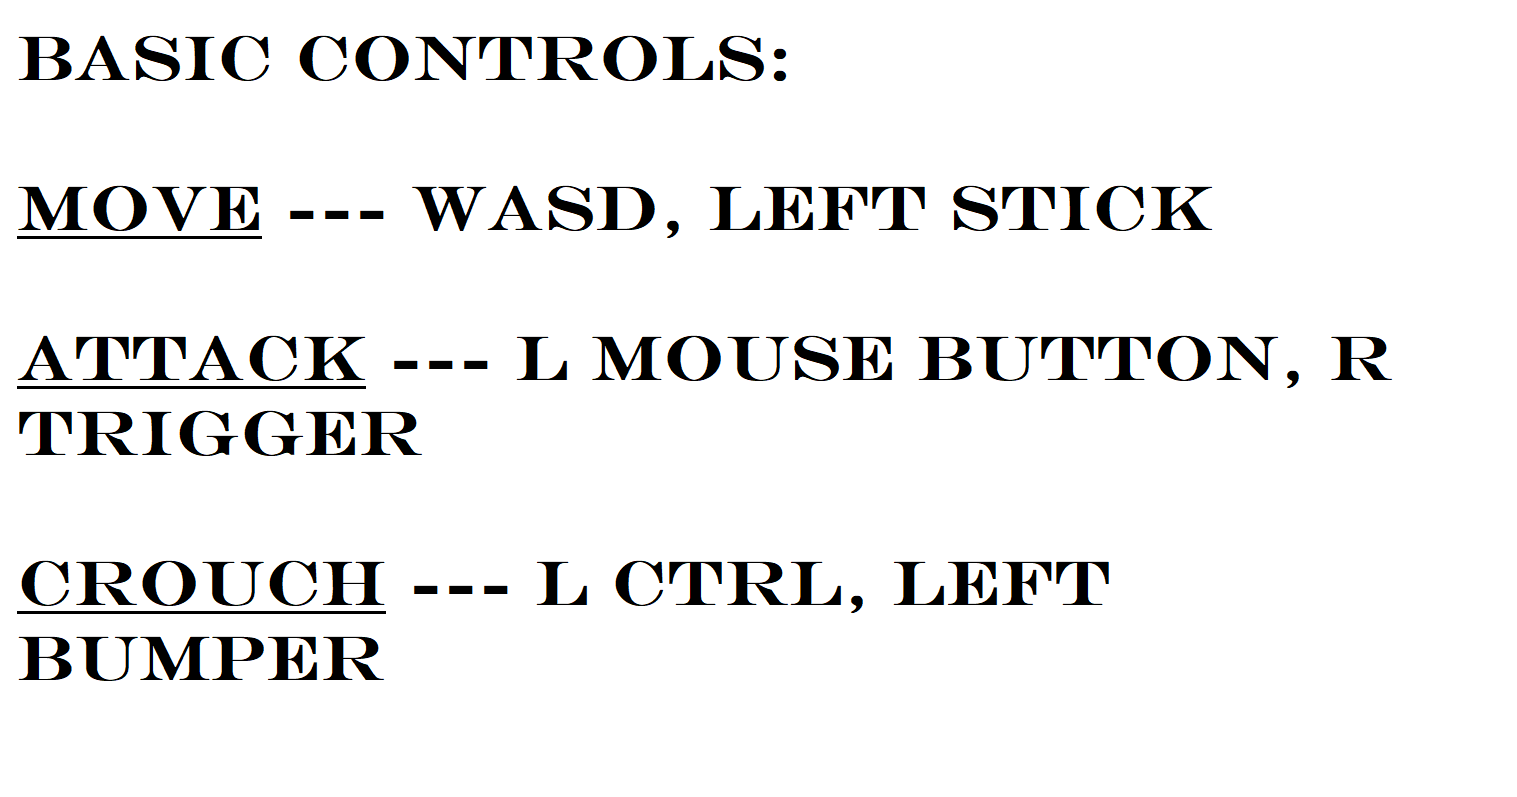 BASIC CONTROLS:
MOVE --- WASD, LEFT STICK
ATTACK --- L MOUSE BUTTON, R
TRIGGER
CROUCH --- L CTRL, LEFT
BUMPER